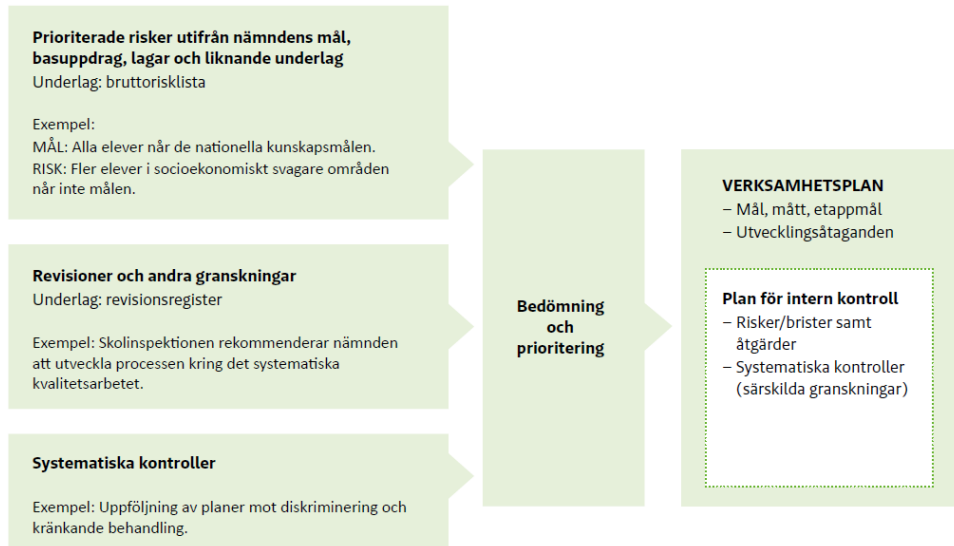 Prioriterade risker utifrån nämndens mål,
basuppdrag, lagar och liknande underlag
Underlag: bruttorisklista
Exempel:
MÅL: Alla elever når de nationella kunskapsmålen.
RISK: Fler elever i socioekonomiskt svagare områden
når inte målen.
Revisioner och andra granskningar
Underlag: revisionsregister
Exempel: Skolinspektionen rekommenderar nämnden
att utveckla processen kring det systematiska
kvalitetsarbetet.
Systematiska kontroller
Exempel: Uppföljning av planer mot diskriminering och
kränkande behandling.
Bedömning
och
prioritering
VERKSAMHETSPLAN
– Mål, mått, etappmål
– Utvecklingsåtaganden
Plan för intern kontroll
– Risker/brister samt
åtgärder
– Systematiska kontroller
(särskilda granskningar)